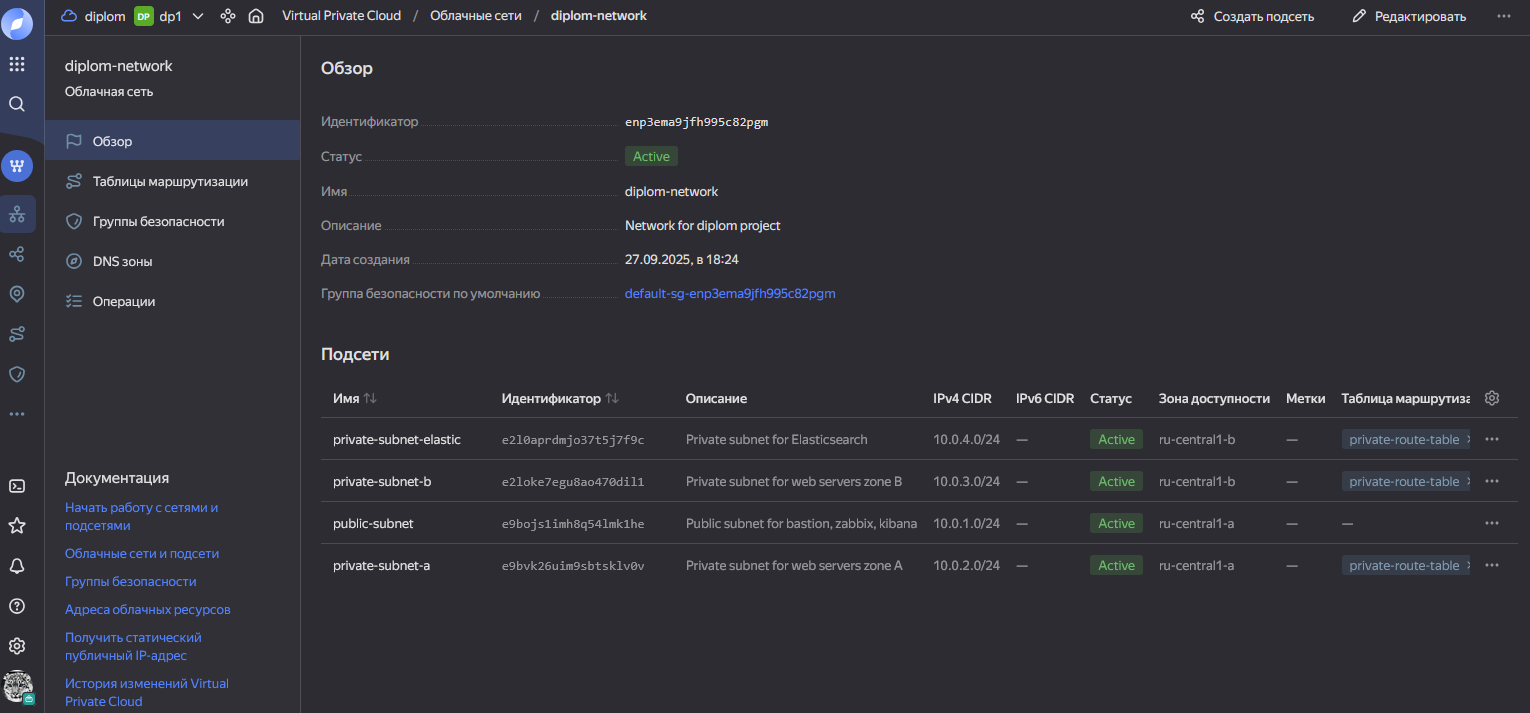 diplom DP dp1 Virtual Private Cloud / Облачные сети / diplom-network Создать подсеть Редактировать
diplom-network
Облачная сеть
Обзор
Таблицы маршрутизации
Группы безопасности
DNS зоны
Операции
Документация
Начать работу с сетями и
подсетями
Облачные сети и подсети
Группы безопасности
Адреса облачных ресурсов
Получить статический
публичный IP-адрес
История изменений Virtual
Private Cloud
Обзор
Идентификатор enp3ema9jfh995c82pgm
Статус Active
Имя diplom-network
Описание Network for diplom project
Дата создания 27.09.2025, в 18:24
Группа безопасности по умолчанию default-sg-enp3ema9jfh995c82pgm
Подсети
Имя Идентификатор Описание IPv4 CIDR IPv6 CIDR Статус Зона доступности Метки Таблица маршрутиза
private-subnet-elastic e2l0aprdmjo37t5j7f9c Private subnet for Elasticsearch 10.0.4.0/24 — Active ru-central1-b — private-route-table
private-subnet-b e2loke7egu8ao470dil1 Private subnet for web servers zone B 10.0.3.0/24 — Active ru-central1-b — private-route-table
public-subnet e9bojs1imh8q54lmk1he Public subnet for bastion, zabbix, kibana 10.0.1.0/24 — Active ru-central1-a — —
private-subnet-a e9bvk26uim9sbtsklv0v Private subnet for web servers zone A 10.0.2.0/24 — Active ru-central1-a — private-route-table